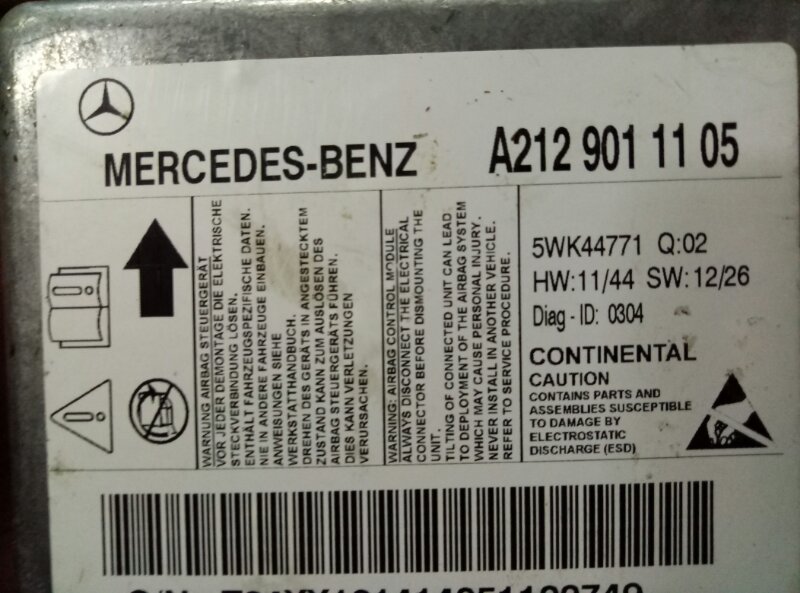 MERCEDES-BENZ
A212 901 11 05
WARNUNG AIRBAG STEUERGERÄT
VOR JEDER DEMONTAGE DIE ELEKTRISCHE
STECKVERBINDUNG LÖSEN.
ENTHÄLT FAHRZEUGSPEZIFISCHE DATEN.
NIE IN ANDERE FAHRZEUGE EINBAUEN.
ANWEISUNGEN SIEHE
WERKSTATTHANDBUCH.
DREHEN DES GERÄTS IN ANGESTECKTEM
ZUSTAND KANN ZUM AUSLÖSEN DES
AIRBAG STEUERGERÄTS FÜHREN.
DIES KANN VERLETZUNGEN
VERURSACHEN.
WARNING: AIRBAG CONTROL MODULE
ALWAYS DISCONNECT THE ELECTRICAL
CONNECTOR BEFORE DISMOUNTING THE
UNIT.
TILTING OF CONNECTED UNIT CAN LEAD
TO DEPLOYMENT OF THE AIRBAG SYSTEM
WHICH MAY CAUSE PERSONAL INJURY.
NEVER INSTALL IN ANOTHER VEHICLE.
REFER TO SERVICE PROCEDURE.
5WK44771 Q:02
HW:11/44 SW:12/26
Diag - ID: 0304
CONTINENTAL
CAUTION
CONTAINS PARTS AND
ASSEMBLIES SUSCEPTIBLE
TO DAMAGE BY
ELECTROSTATIC
DISCHARGE (ESD)